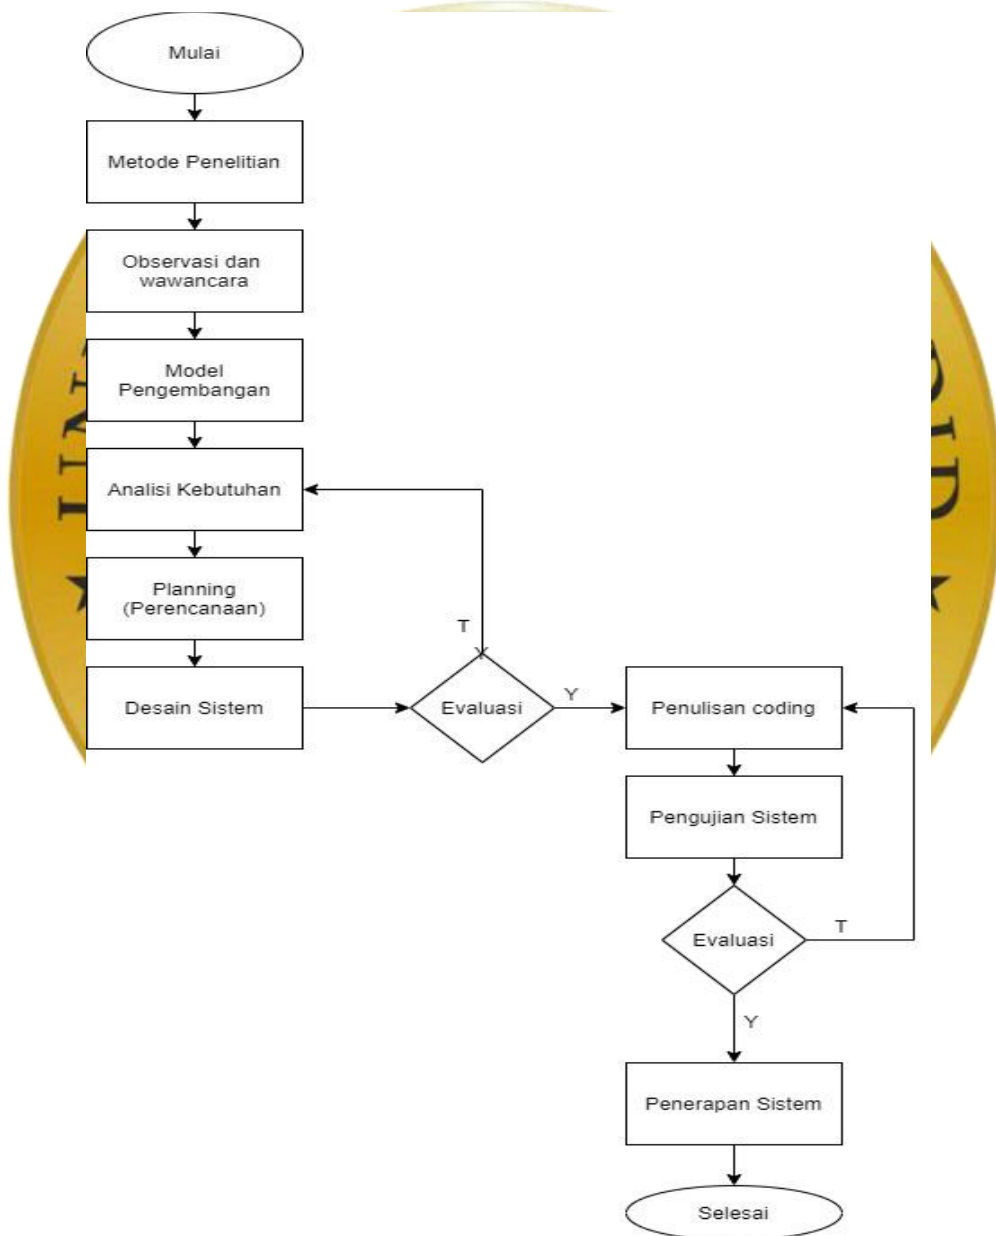 Mulai
Metode Penelitian
Observasi dan
wawancara
Model
Pengembangan
Analisi Kebutuhan
Planning
(Perencanaan)
Desain Sistem
T
Y
Evaluasi
Y
Penulisan coding
Pengujian Sistem
Evaluasi
T
Y
Penerapan Sistem
Selesai